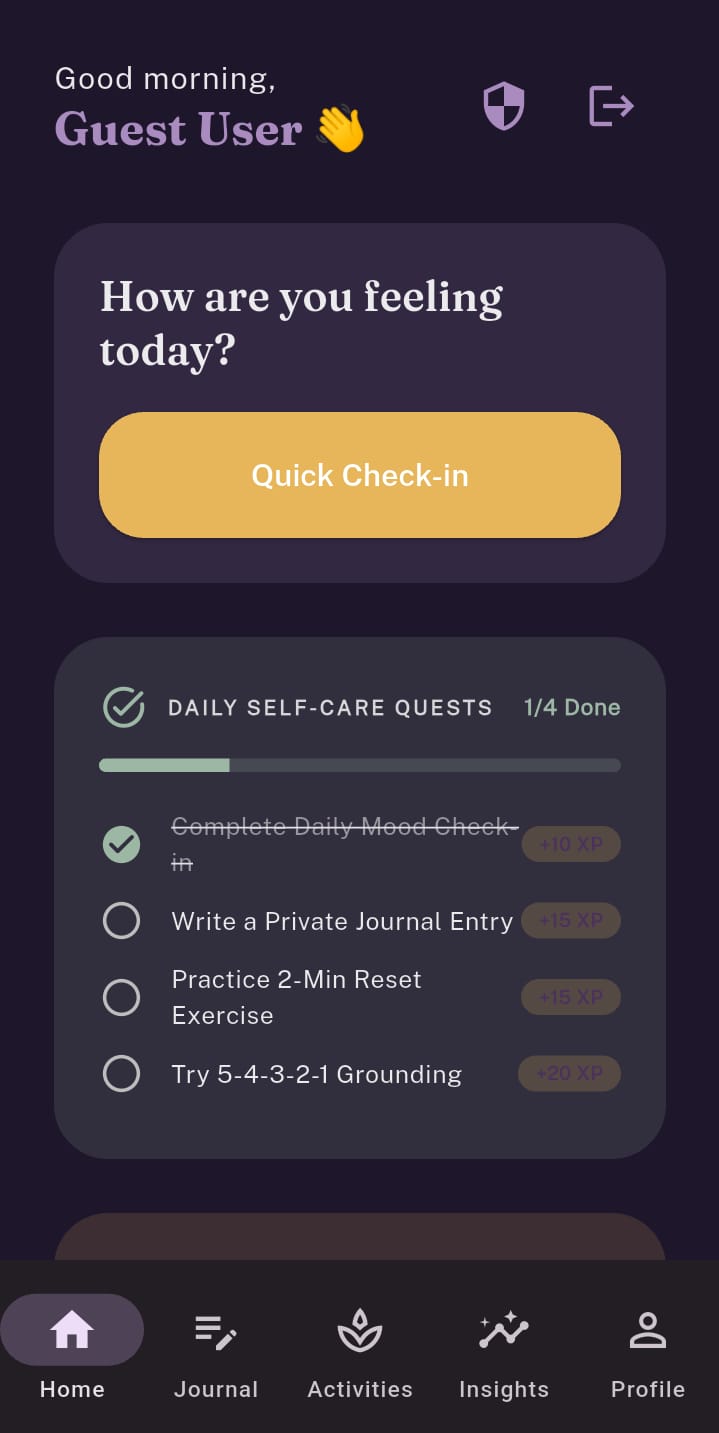 Good morning,
Guest User 👋
How are you feeling
today?
Quick Check-in
DAILY SELF-CARE QUESTS
1/4 Done
Complete Daily Mood Check-
in
+10 XP
Write a Private Journal Entry
+15 XP
Practice 2-Min Reset
Exercise
+15 XP
Try 5-4-3-2-1 Grounding
+20 XP
Home
Journal
Activities
Insights
Profile